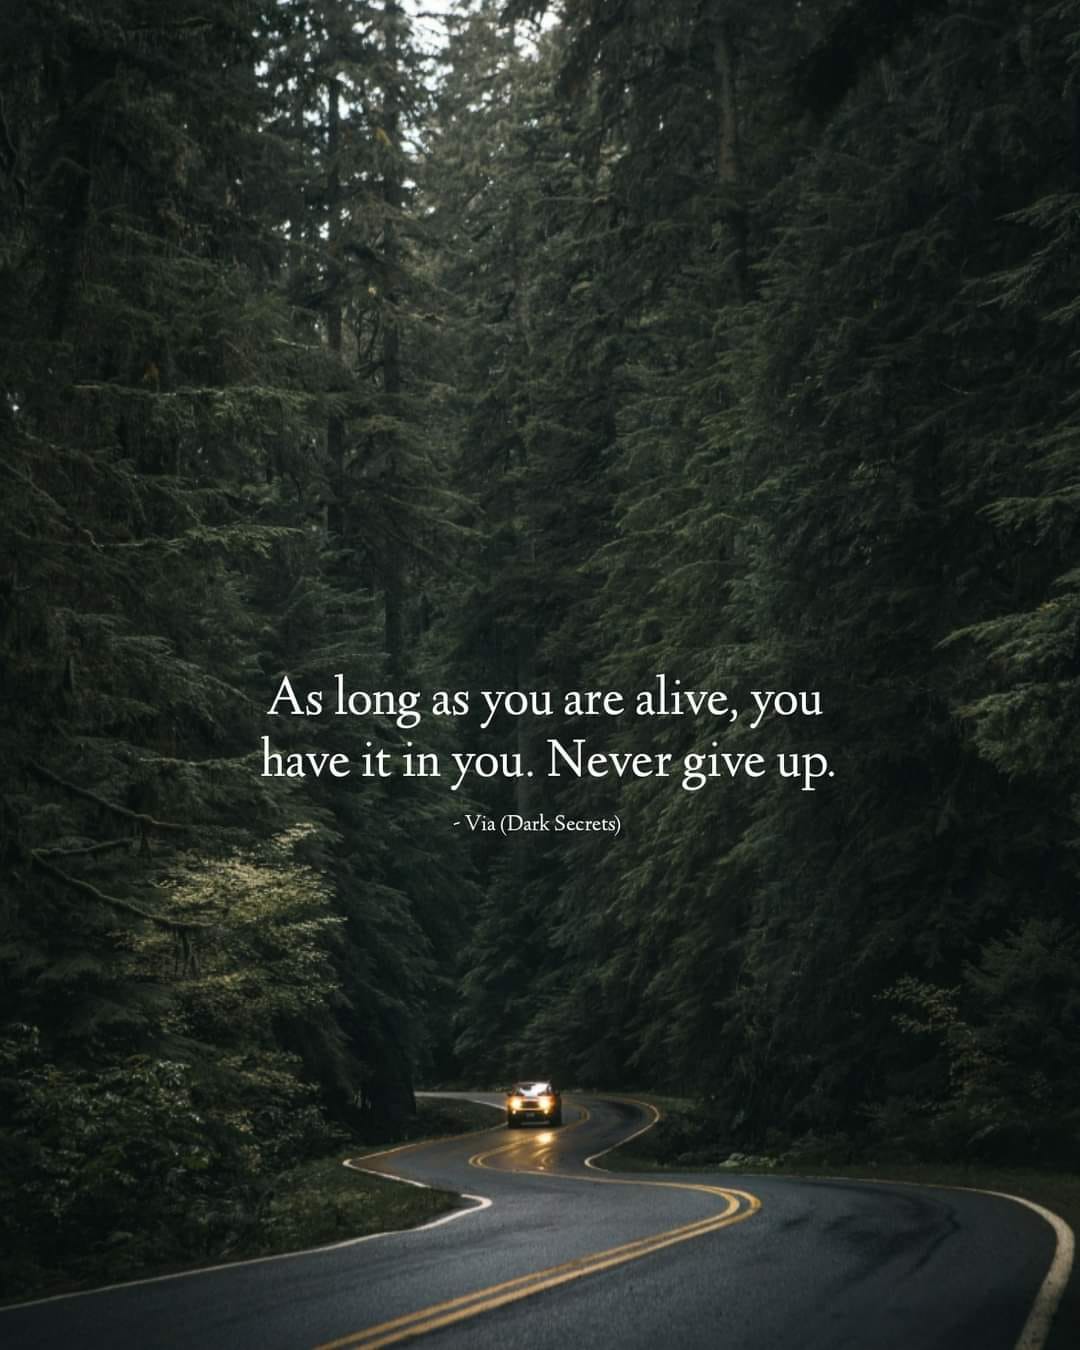 As long as you are alive, you
have it in you. Never give up.
- Via (Dark Secrets)